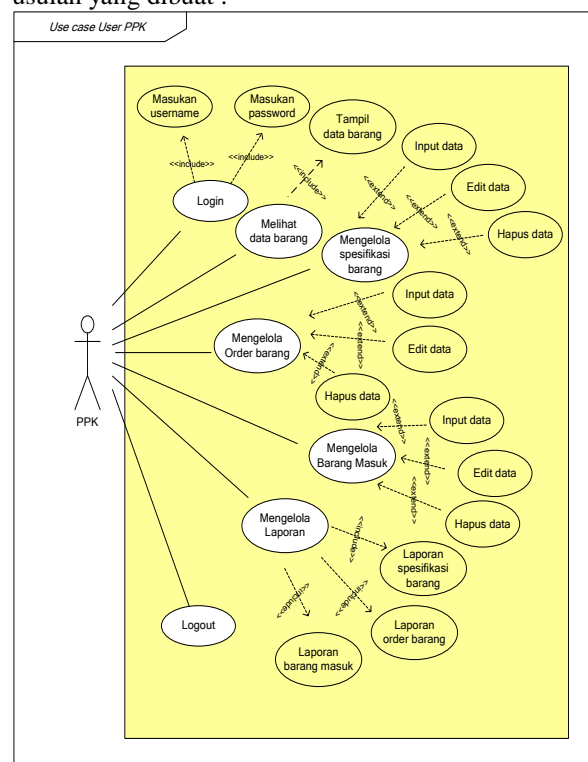 usulan yang dibuat :
Use case User PPK
Masukan
username
Masukan
password
Tampil
data barang
Input data
Edit data
Hapus data
<<include>>
<<include>>
<<include>>
<<extend>>
<<extend>>
<<extend>>
Login
Melihat
data barang
Mengelola
spesifikasi
barang
Input data
Edit data
Hapus data
<<extend>>
<<extend>>
<<extend>>
Mengelola
Order barang
PPK
Input data
Edit data
Hapus data
<<extend>>
<<extend>>
<<extend>>
Mengelola
Barang Masuk
Mengelola
Laporan
<<include>>
<<include>>
<<include>>
Laporan
spesifikasi
barang
Laporan
order barang
Laporan
barang masuk
Logout